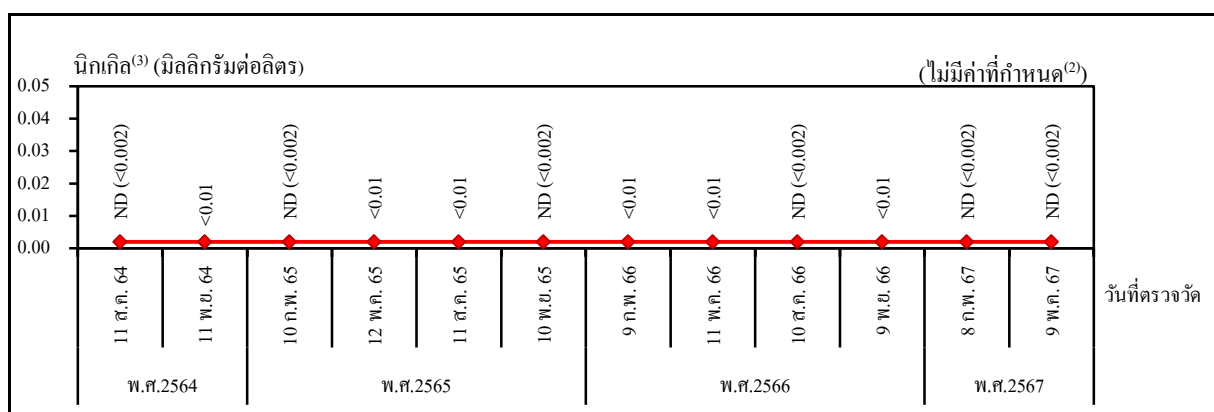 นิกเกิล(3) (มิลลิกรัมต่อลิตร)
(ไม่มีค่าที่กำหนด(2))
0.05
0.04
0.03
0.02
0.01
0.00
ND (<0.002)
<0.01
ND (<0.002)
<0.01
<0.01
ND (<0.002)
<0.01
<0.01
ND (<0.002)
<0.01
ND (<0.002)
ND (<0.002)
11 ส.ค. 64
11 พ.ย. 64
10 ก.พ. 65
12 พ.ค. 65
11 ส.ค. 65
10 พ.ย. 65
9 ก.พ. 66
11 พ.ค. 66
10 ส.ค. 66
9 พ.ย. 66
8 ก.พ. 67
9 พ.ค. 67
วันที่ตรวจวัด
พ.ศ.2564
พ.ศ.2565
พ.ศ.2566
พ.ศ.2567